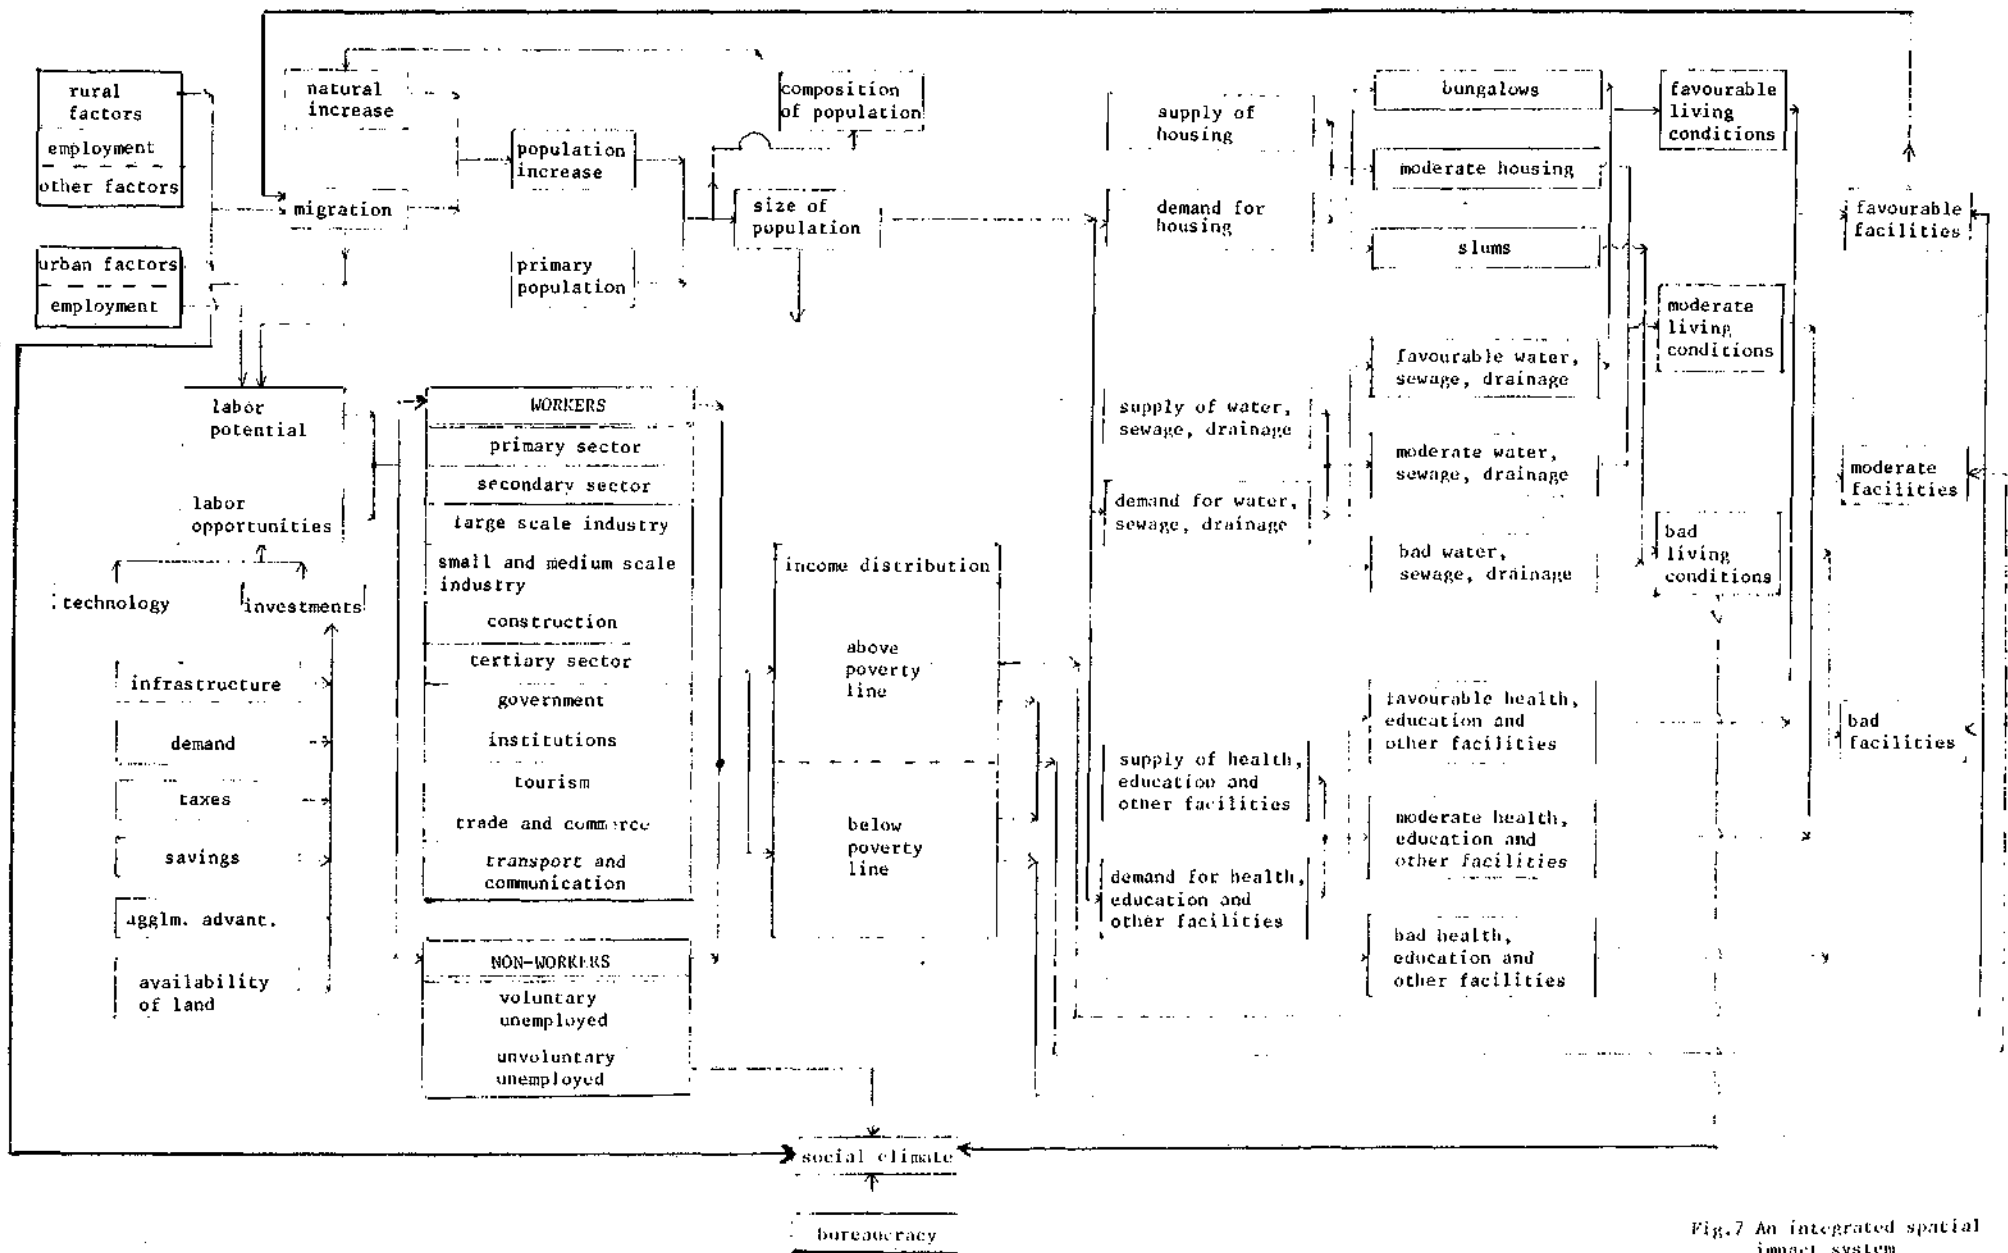 rural
factors
employment
other factors
urban factors
employment
natural
increase
migration
population
increase
primary
population
composition
of population
size of
population
labor
potential
labor
opportunities
technology
investments
infrastructure
demand
taxes
savings
agglm. advant.
availability
of land
WORKERS
primary sector
secondary sector
large scale industry
small and medium scale
industry
construction
tertiary sector
government
institutions
tourism
trade and commerce
transport and
communication
NON-WORKERS
voluntary
unemployed
unvoluntary
unemployed
income distribution
above
poverty
line
below
poverty
line
social climate
bureaucracy
supply of
housing
demand for
housing
supply of water,
sewage, drainage
demand for water,
sewage, drainage
supply of health,
education and
other facilities
demand for health,
education and
other facilities
bungalows
moderate housing
slums
favourable water,
sewage, drainage
moderate water,
sewage, drainage
bad water,
sewage, drainage
favourable health,
education and
other facilities
moderate health,
education and
other facilities
bad health,
education and
other facilities
favourable
living
conditions
moderate
living
conditions
bad
living
conditions
favourable
facilities
moderate
facilities
bad
facilities
Fig.7 An integrated spatial
impact system